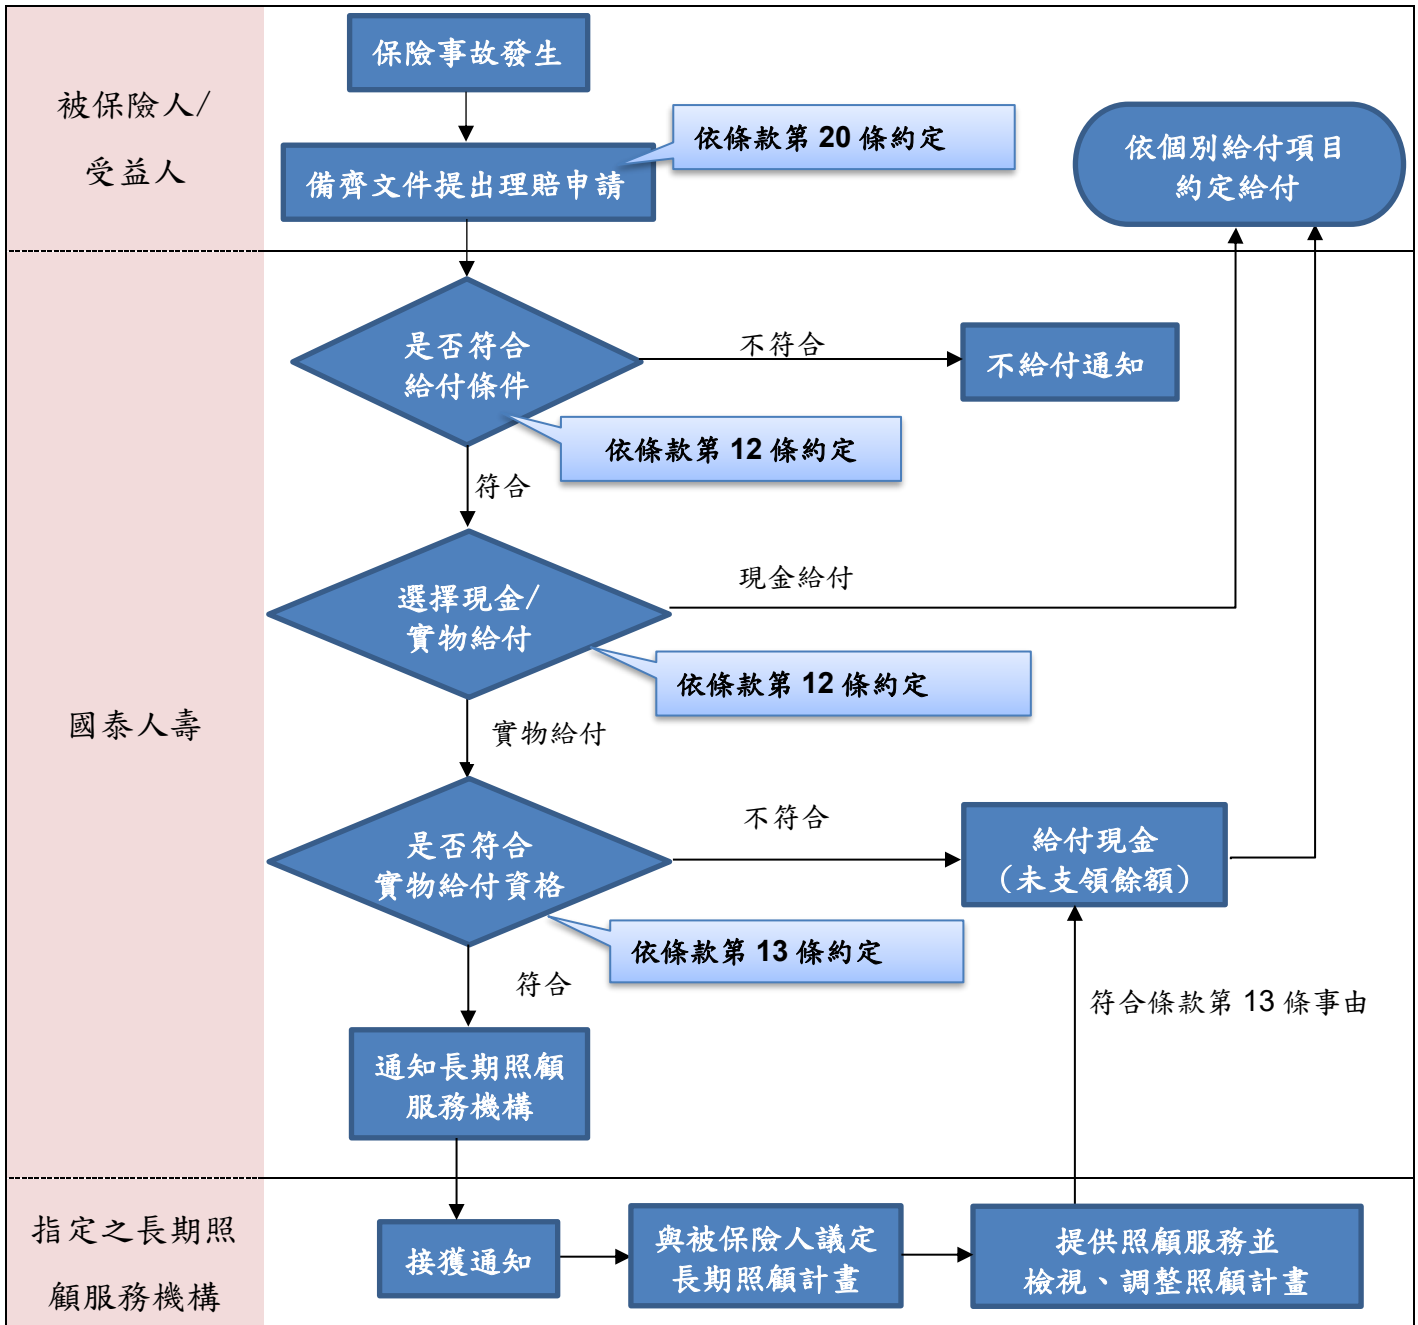 被保險人/
受益人
保險事故發生
依條款第 20 條約定
備齊文件提出理賠申請
依個別給付項目
約定給付
國泰人壽
是否符合
給付條件
不符合
不給付通知
依條款第 12 條約定
符合
選擇現金/
實物給付
現金給付
依條款第 12 條約定
實物給付
是否符合
實物給付資格
不符合
給付現金
（未支領餘額）
依條款第 13 條約定
符合
符合條款第 13 條事由
通知長期照顧
服務機構
指定之長期照
顧服務機構
接獲通知
與被保險人議定
長期照顧計畫
提供照顧服務並
檢視、調整照顧計畫